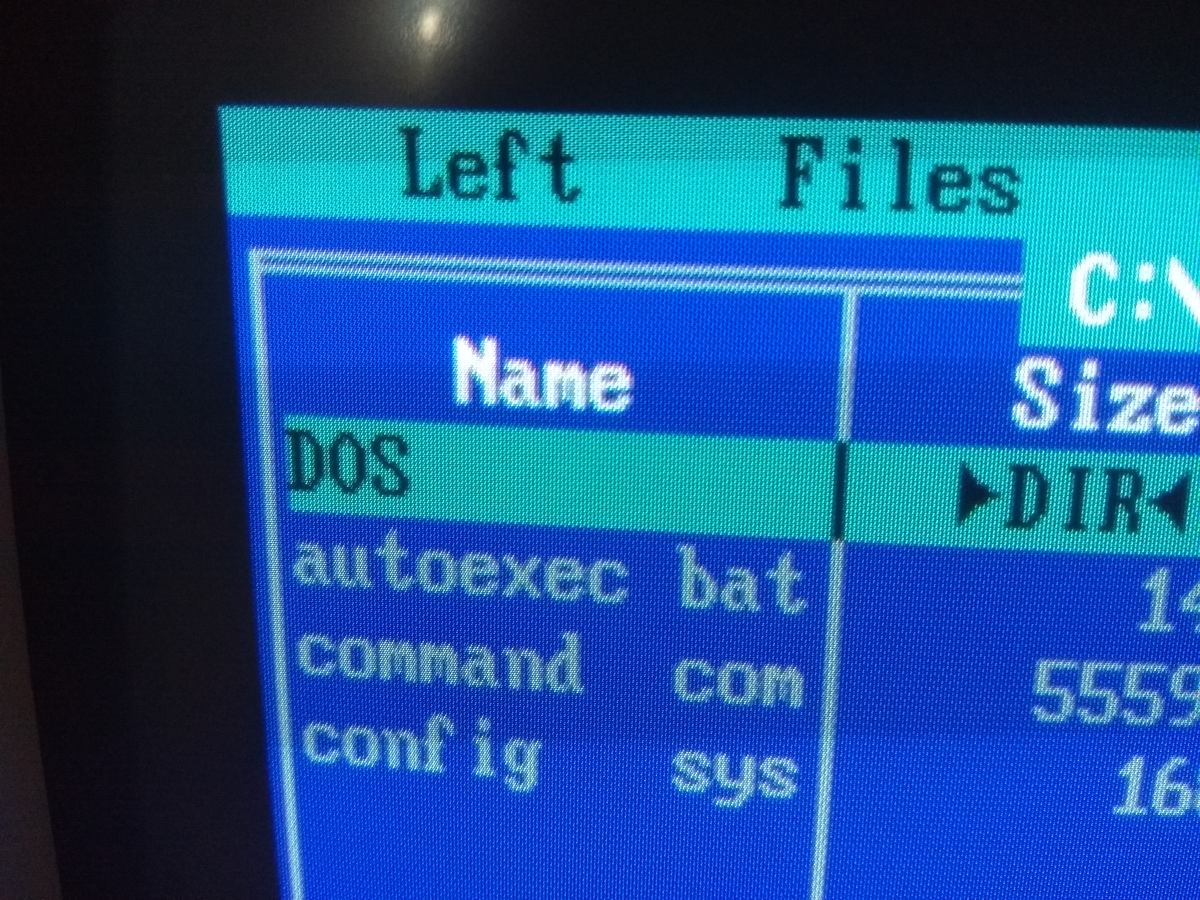 Left Files
C:\
Name Size
DOS ►DIR◄
autoexec bat 14
command com 5559
config sys 16